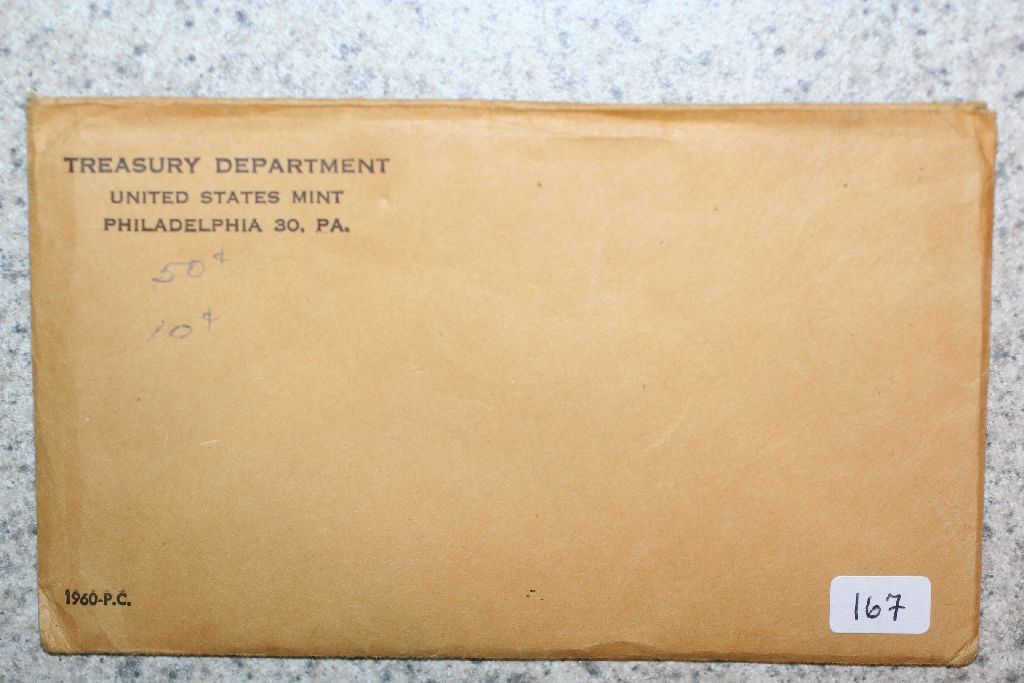 TREASURY DEPARTMENT
UNITED STATES MINT
PHILADELPHIA 30, PA.
50¢
10¢
1960-P.C.
167